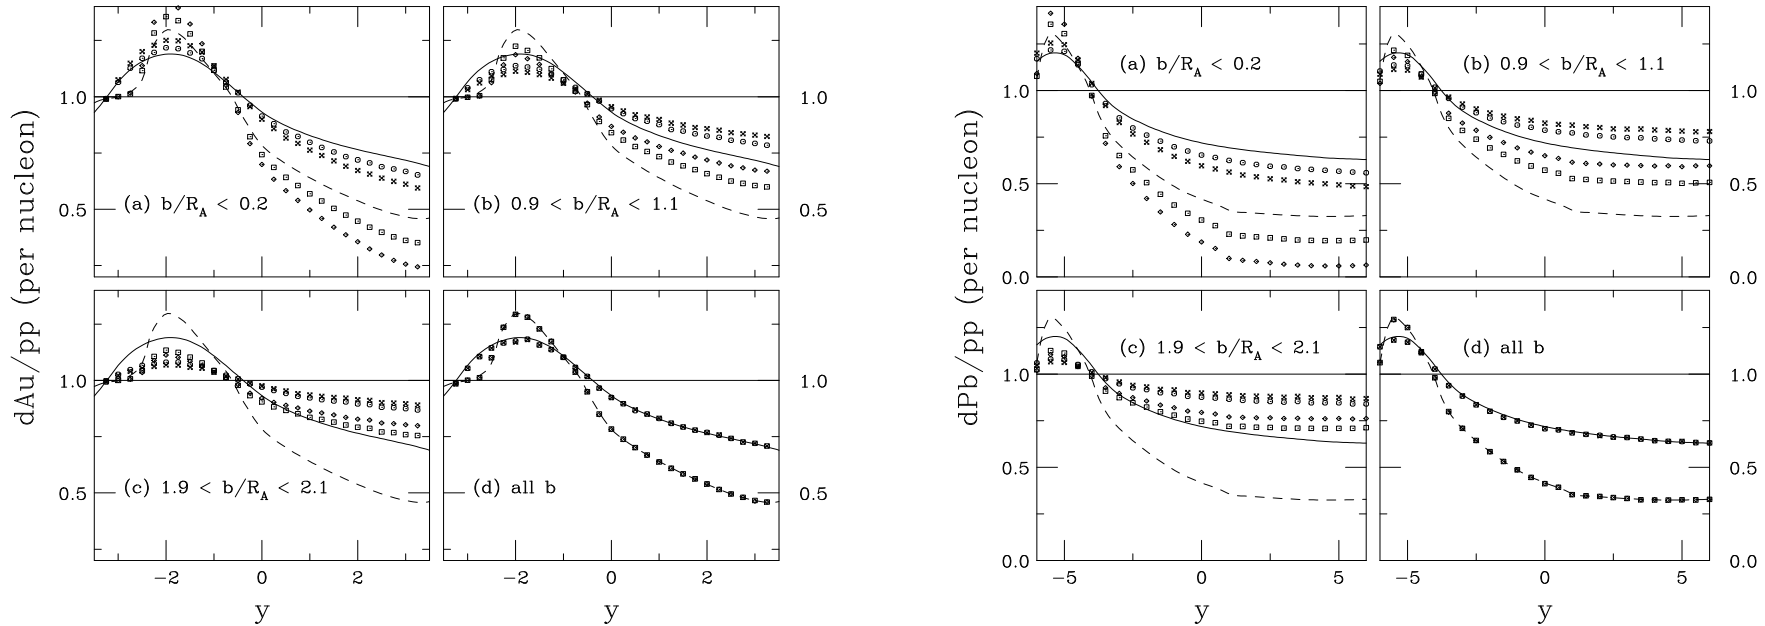 dAu/pp (per nucleon)
1.0
0.5
(a) b/R_A < 0.2
(b) 0.9 < b/R_A < 1.1
1.0
0.5
1.0
0.5
(c) 1.9 < b/R_A < 2.1
(d) all b
1.0
0.5
−2 0 2
−2 0 2
y
y
dPb/pp (per nucleon)
1.0
0.5
0.0
(a) b/R_A < 0.2
(b) 0.9 < b/R_A < 1.1
1.0
0.5
0.0
1.0
0.5
0.0
(c) 1.9 < b/R_A < 2.1
(d) all b
1.0
0.5
0.0
−5 0 5
−5 0 5
y
y